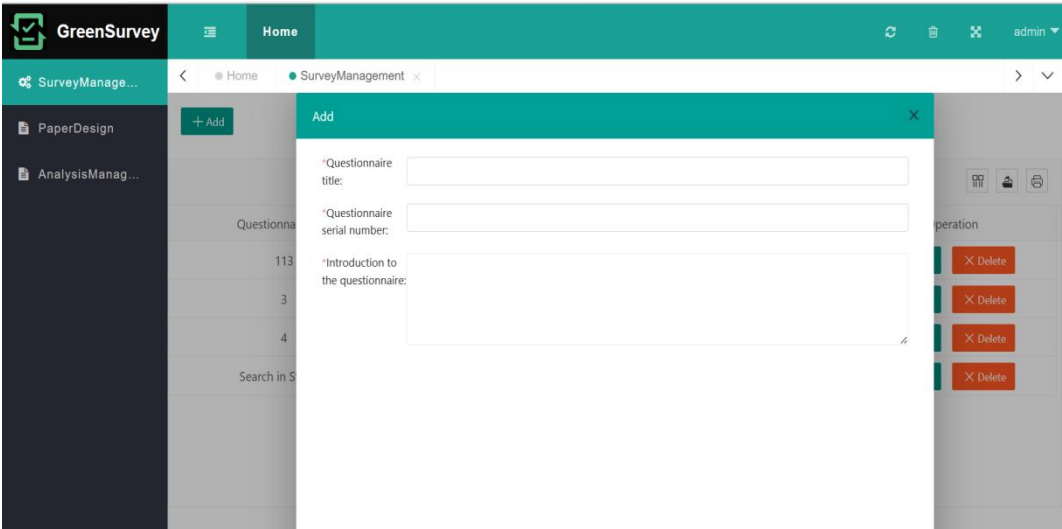 GreenSurvey
Home
admin
SurveyManage...
Home
SurveyManagement
PaperDesign
+ Add
Add
AnalysisManag...
*Questionnaire
title:
*Questionnaire
serial number:
*Introduction to
the questionnaire:
Questionna
peration
113
Delete
3
Delete
4
Delete
Search in S
Delete